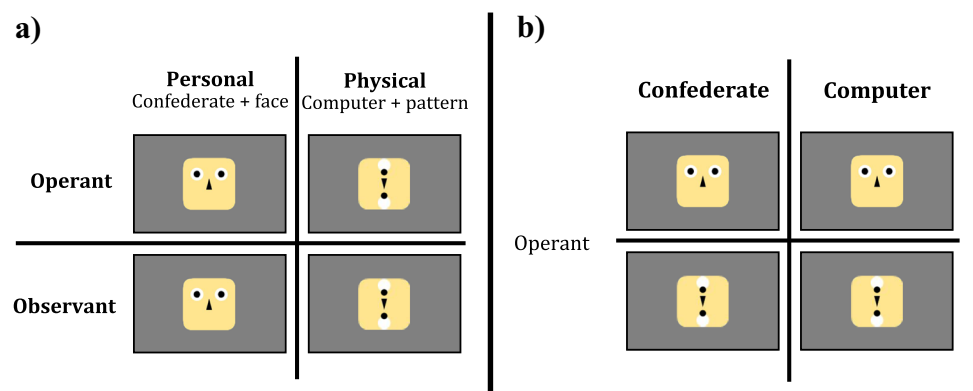 a)
Personal
Confederate + face
Physical
Computer + pattern
Operant
Observant
b)
Confederate
Computer
Operant